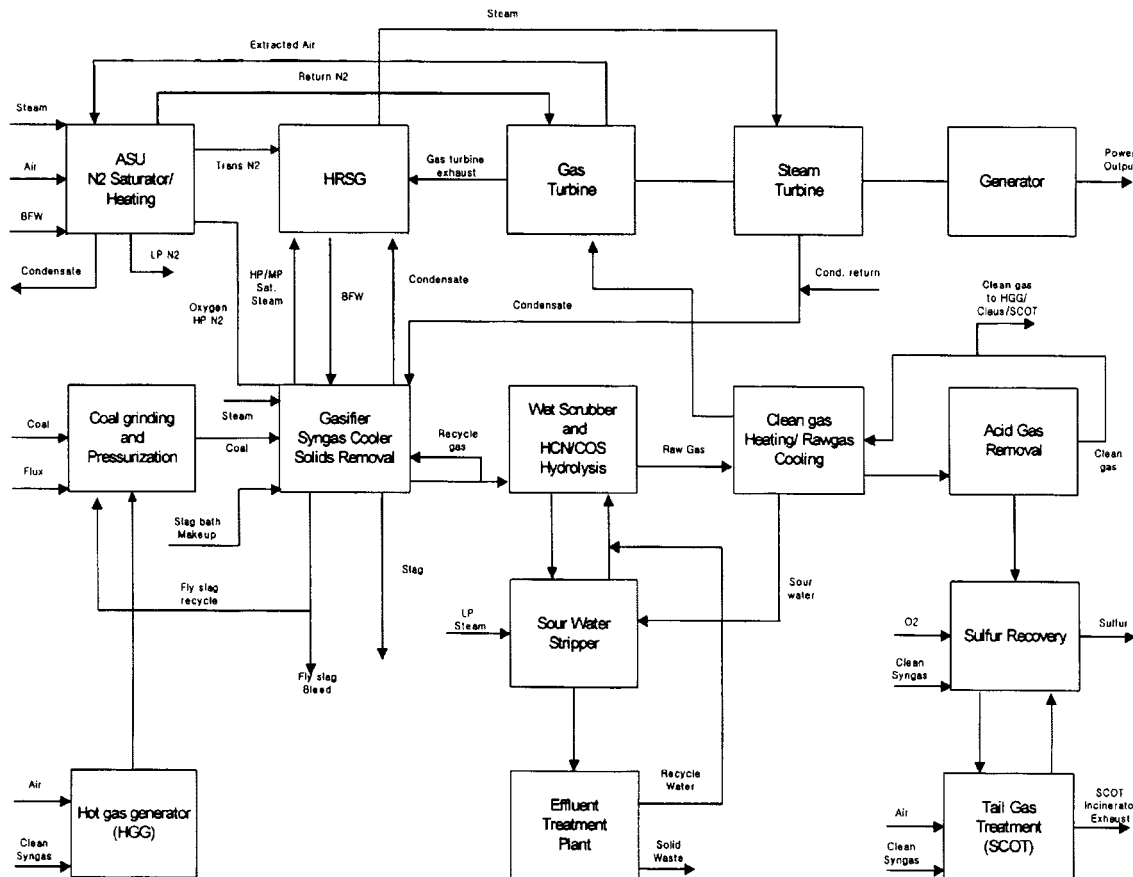 Steam
Extracted Air
Return N2
Steam
Air
BFW
ASU
N2 Saturator/
Heating
Trans N2
HRSG
Gas turbine
exhaust
Gas
Turbine
Steam
Turbine
Generator
Power
Output
Condensate
LP N2
Oxygen
HP N2
HP/MP
Sat.
Steam
BFW
Condensate
Condensate
Cond. return
Clean gas
to HGG/
Claus/SCOT
Coal
Flux
Coal grinding
and
Pressurization
Steam
Coal
Gasifier
Syngas Cooler
Solids Removal
Recycle
gas
Wet Scrubber
and
HCN/COS
Hydrolysis
Raw Gas
Clean gas
Heating/ Rawgas
Cooling
Acid Gas
Removal
Clean
gas
Slag bath
Makeup
Slag
Fly slag
recycle
Fly slag
Bleed
LP
Steam
Sour Water
Stripper
Sour
water
O2
Clean
Syngas
Sulfur Recovery
Sulfur
Air
Clean
Syngas
Hot gas generator
(HGG)
Effluent
Treatment
Plant
Recycle
Water
Solid
Waste
Air
Clean
Syngas
Tail Gas
Treatment
(SCOT)
SCOT
Incinerator
Exhaust